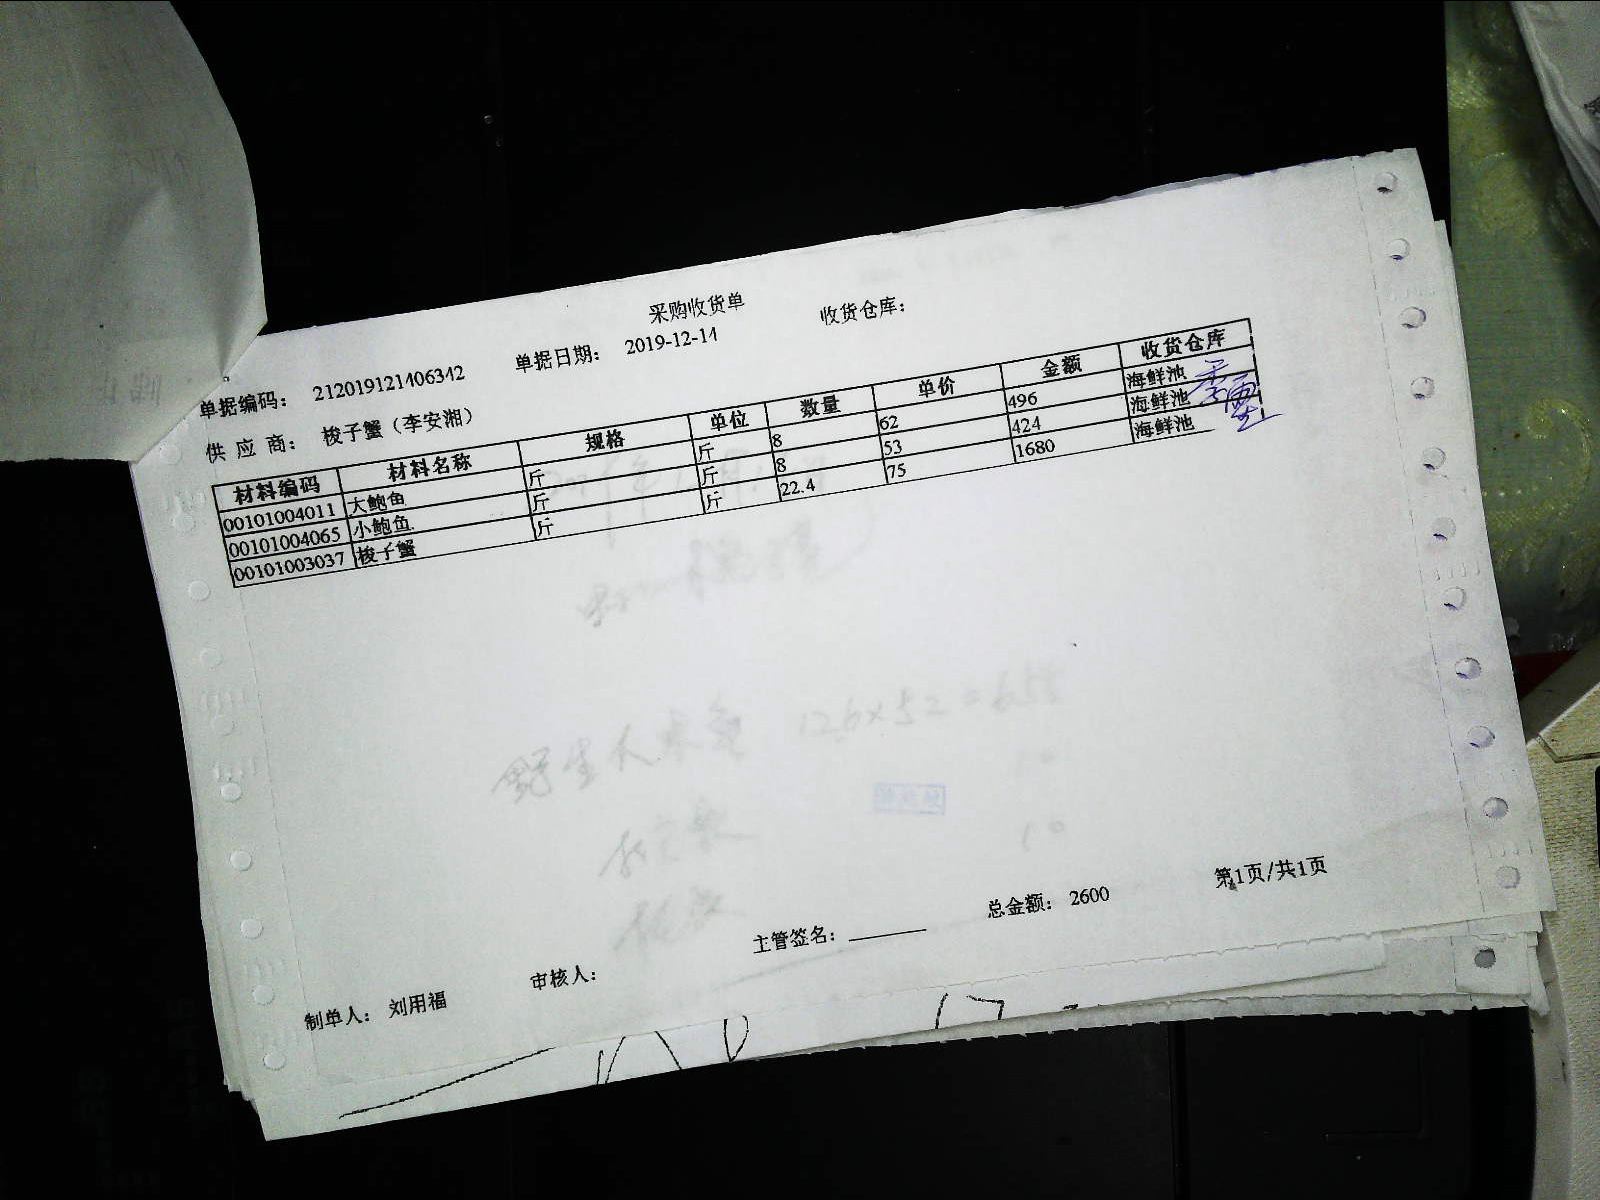 采购收货单
收货仓库：
单据编码： 212019121406342 单据日期： 2019-12-14
供 应 商： 梭子蟹（李安湘）
材料编码 材料名称 规格 单位 数量 单价 金额 收货仓库
00101004011 大鲍鱼 斤 斤 8 62 496 海鲜池
00101004065 小鲍鱼 斤 斤 8 53 424 海鲜池
00101003037 梭子蟹 斤 斤 22.4 75 1680 海鲜池
126×52=655
制单人： 刘用福 审核人： 主管签名： 总金额： 2600 第1页/共1页